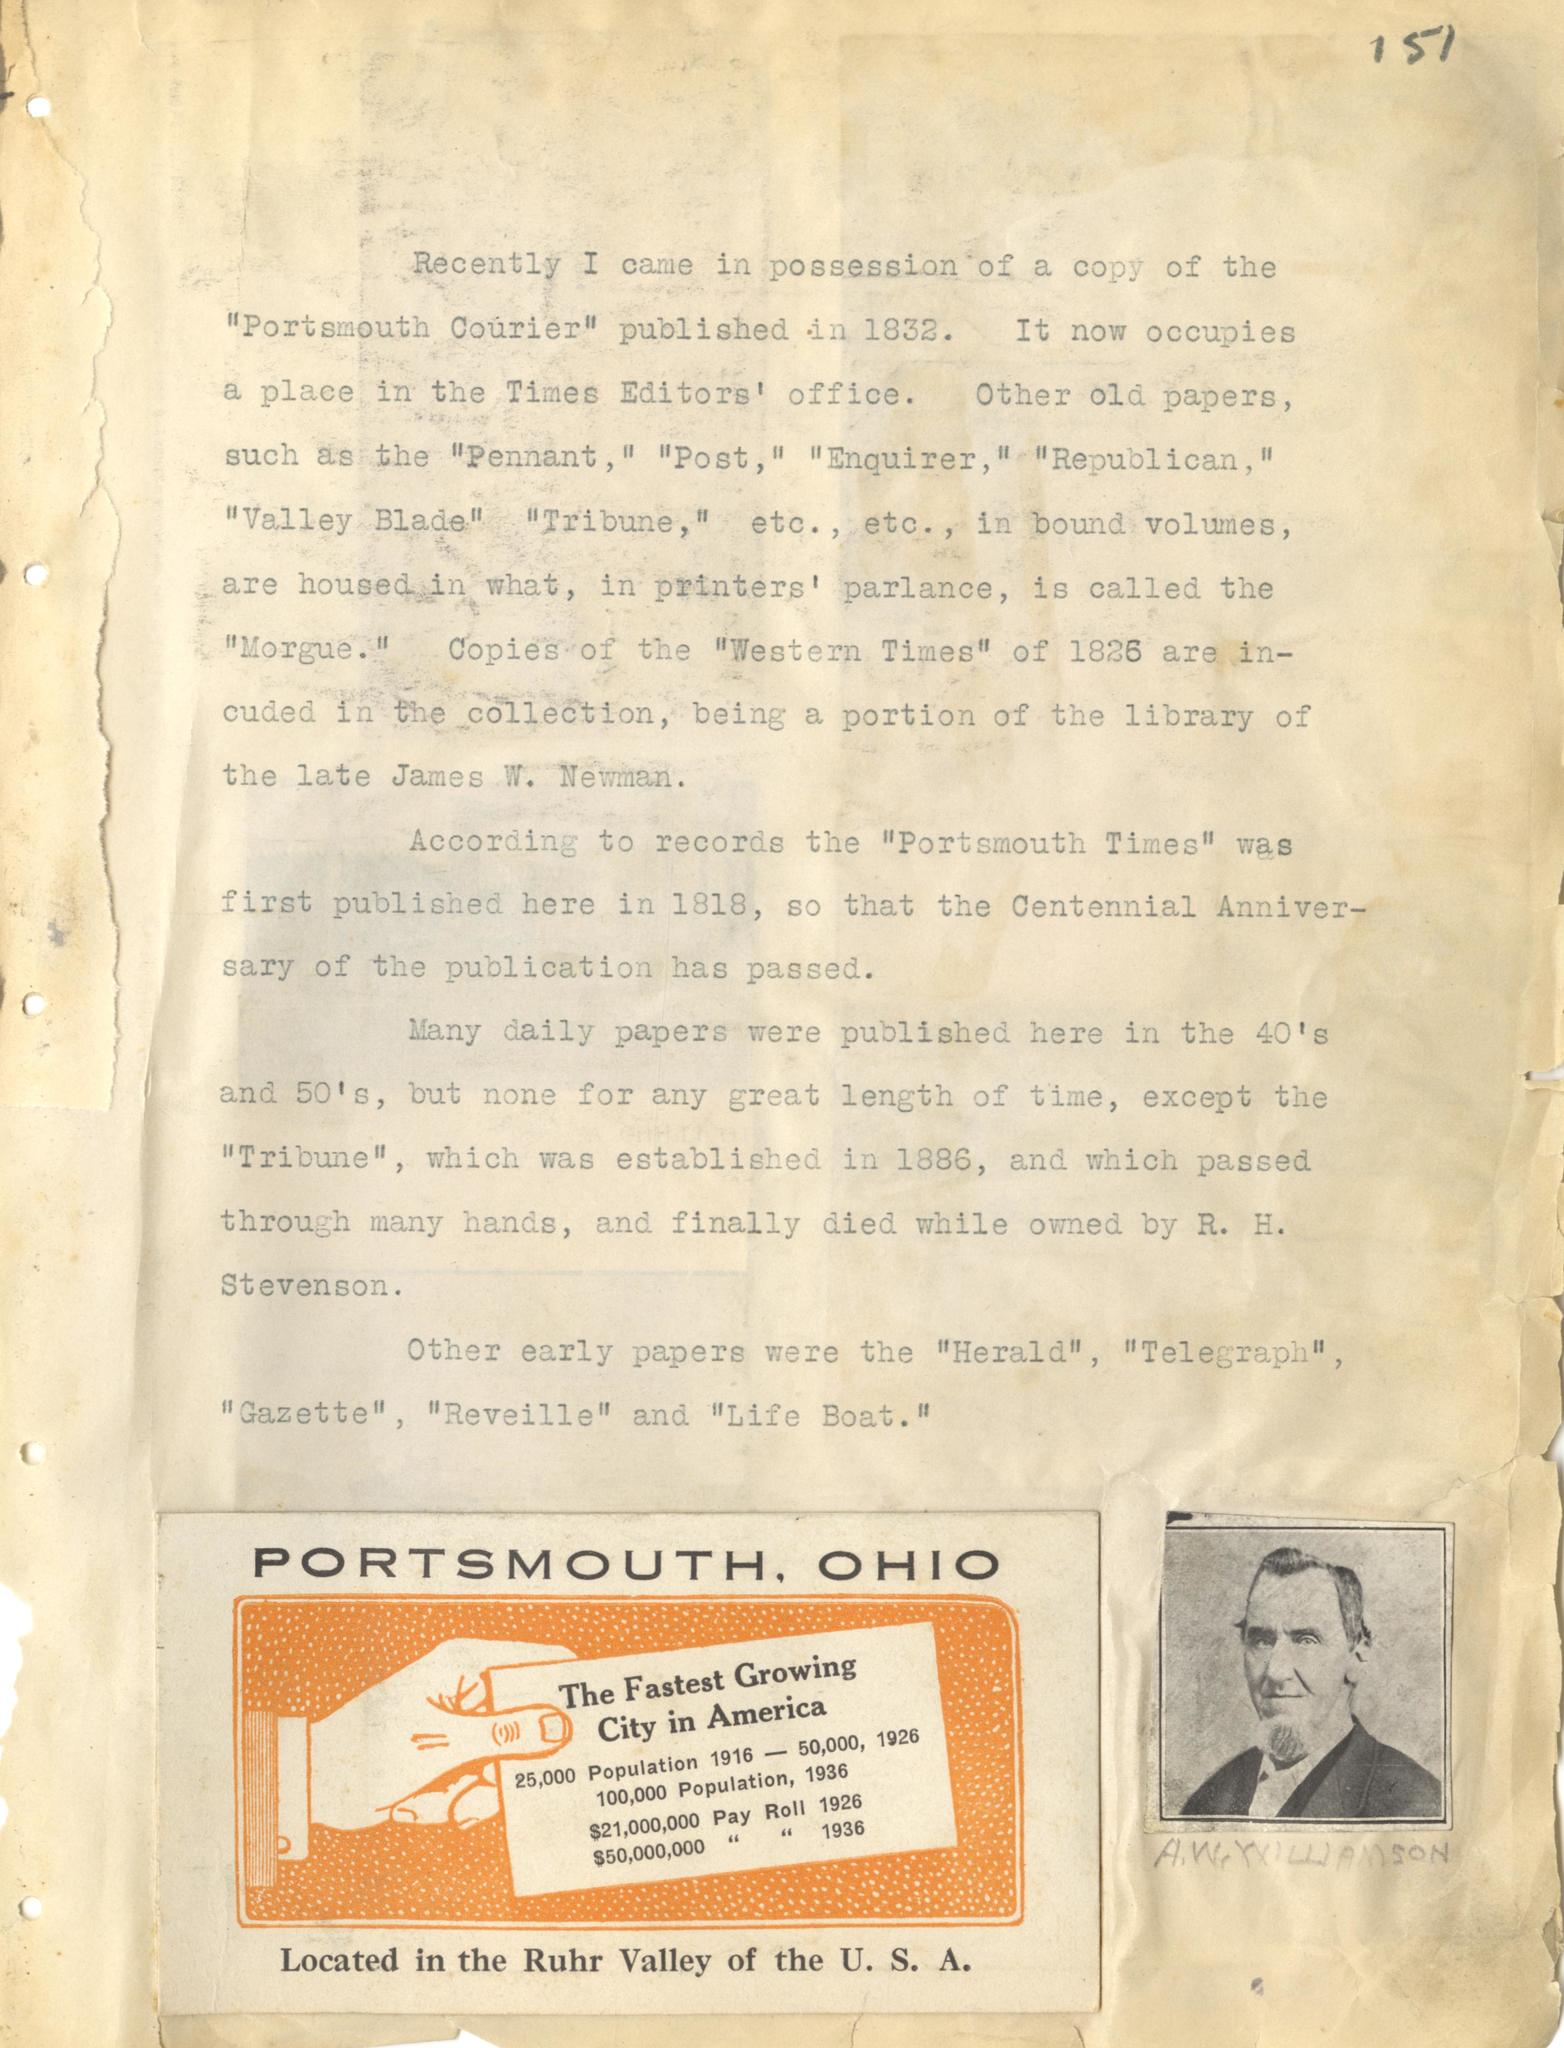 151
Recently I came in possession of a copy of the
"Portsmouth Courier" published in 1832. It now occupies
a place in the Times Editors' office. Other old papers,
such as the "Pennant," "Post," "Enquirer," "Republican,"
"Valley Blade" "Tribune," etc., etc., in bound volumes,
are housed in what, in printers' parlance, is called the
"Morgue." Copies of the "Western Times" of 1826 are in-
cuded in the collection, being a portion of the library of
the late James W. Newman.
According to records the "Portsmouth Times" was
first published here in 1818, so that the Centennial Anniver-
sary of the publication has passed.
Many daily papers were published here in the 40's
and 50's, but none for any great length of time, except the
"Tribune", which was established in 1886, and which passed
through many hands, and finally died while owned by R. H.
Stevenson.
Other early papers were the "Herald", "Telegraph",
"Gazette", "Reveille" and "Life Boat."
PORTSMOUTH, OHIO
The Fastest Growing
City in America
25,000 Population 1916 — 50,000, 1926
100,000 Population, 1936
$21,000,000 Pay Roll 1926
$50,000,000 " " 1936
Located in the Ruhr Valley of the U. S. A.
A. W. WILLIAMSON